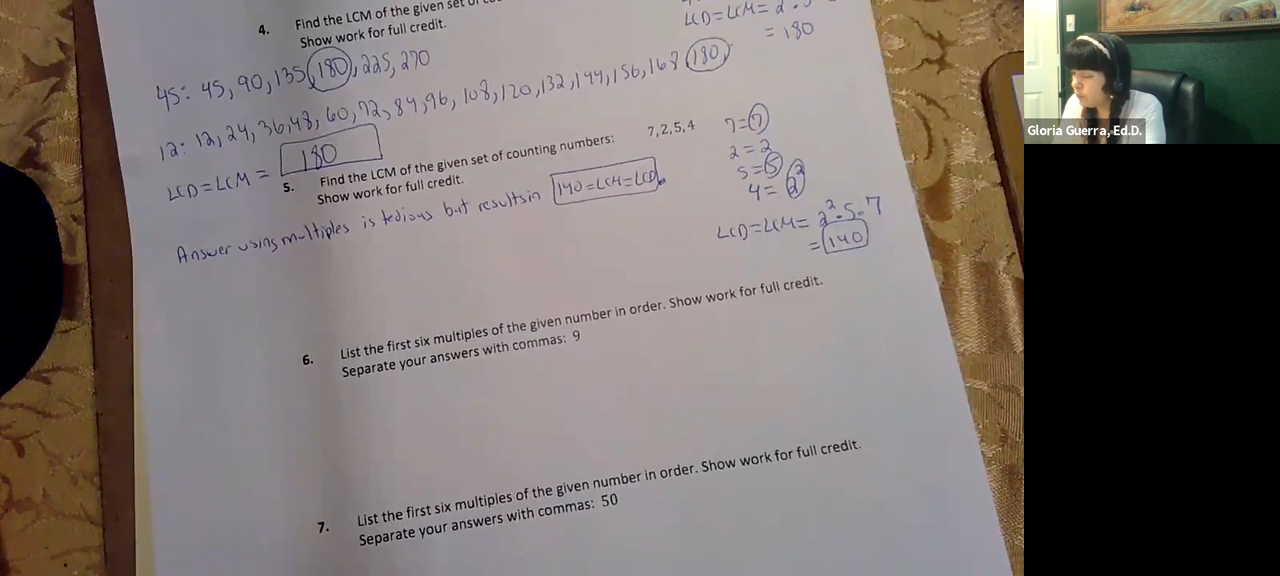 4. Find the LCM of the given set of
Show work for full credit.
LCD=LCM= 2
= 180
45: 45, 90, 135, 180, 225, 270
12: 12, 24, 36, 48, 60, 72, 84, 96, 108, 120, 132, 144, 156, 168 180,
LCD=LCM = 180
5. Find the LCM of the given set of counting numbers: 7,2,5,4
Show work for full credit.
Answer using multiples is tedious but results in 140=LCM=LCD.
7=7
2=2
5=5
4=2²
LCD=LCM= 2²·5·7
=140
6. List the first six multiples of the given number in order. Show work for full credit.
Separate your answers with commas: 9
7. List the first six multiples of the given number in order. Show work for full credit.
Separate your answers with commas: 50
Gloria Guerra, Ed.D.